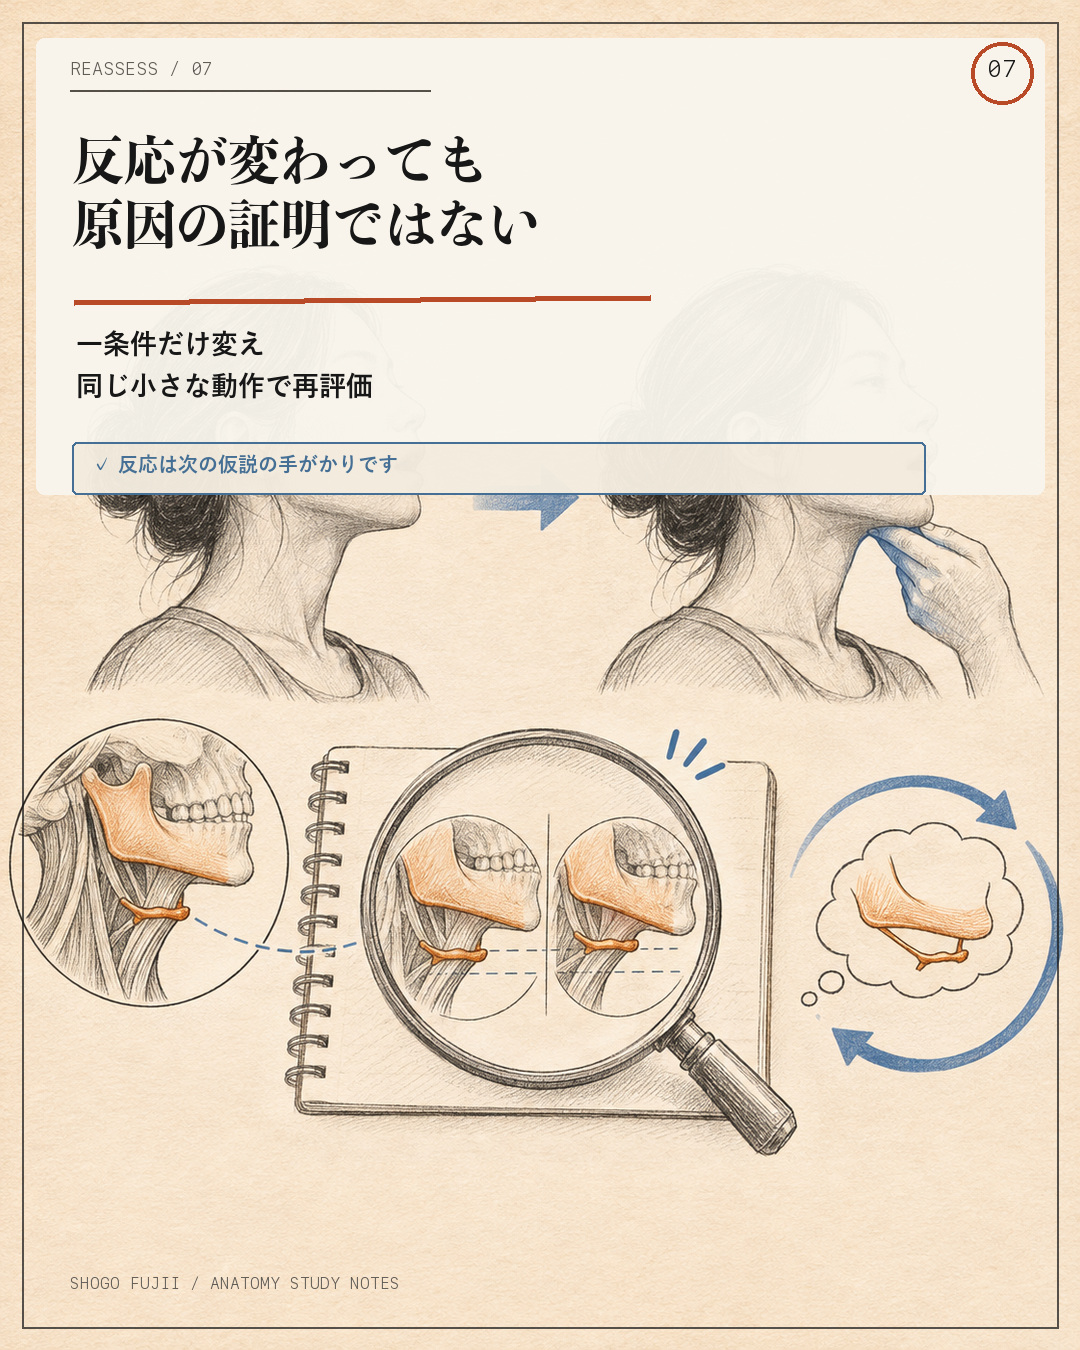 REASSESS / 07
07
反応が変わっても
原因の証明ではない
一条件だけ変え
同じ小さな動作で再評価
✓ 反応は次の仮説の手がかりです
SHOGO FUJII / ANATOMY STUDY NOTES